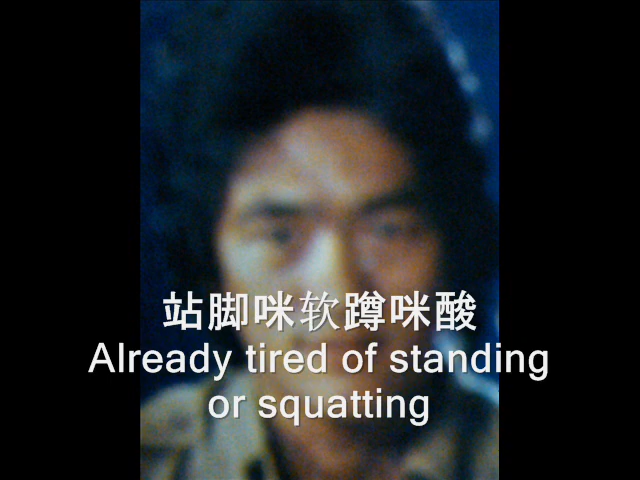 站脚咪软蹲咪酸
Already tired of standing
or squatting